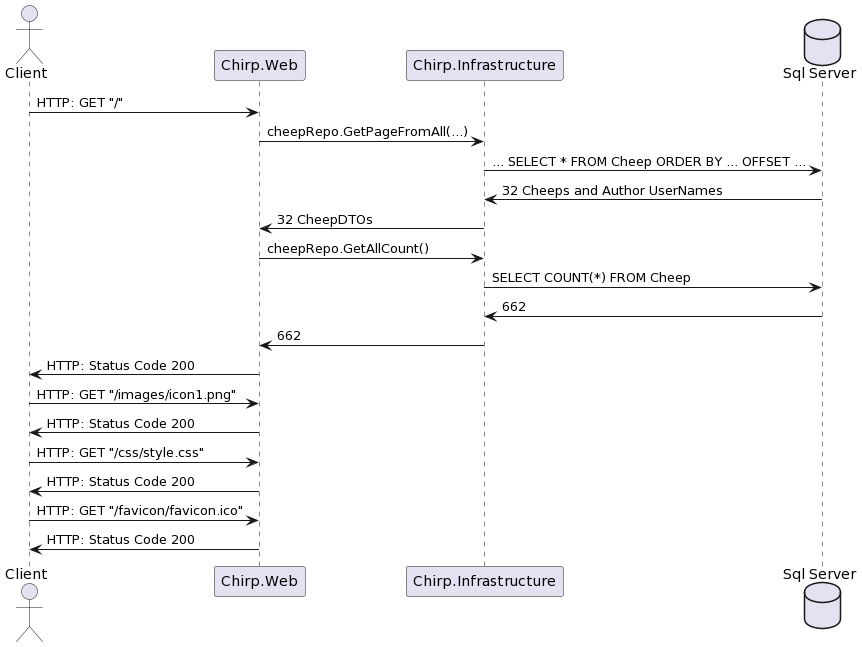 Client
Chirp.Web
Chirp.Infrastructure
Sql Server
HTTP: GET "/"
cheepRepo.GetPageFromAll(...)
... SELECT * FROM Cheep ORDER BY ... OFFSET ...
32 Cheeps and Author UserNames
32 CheepDTOs
cheepRepo.GetAllCount()
SELECT COUNT(*) FROM Cheep
662
662
HTTP: Status Code 200
HTTP: GET "/images/icon1.png"
HTTP: Status Code 200
HTTP: GET "/css/style.css"
HTTP: Status Code 200
HTTP: GET "/favicon/favicon.ico"
HTTP: Status Code 200
Client
Chirp.Web
Chirp.Infrastructure
Sql Server